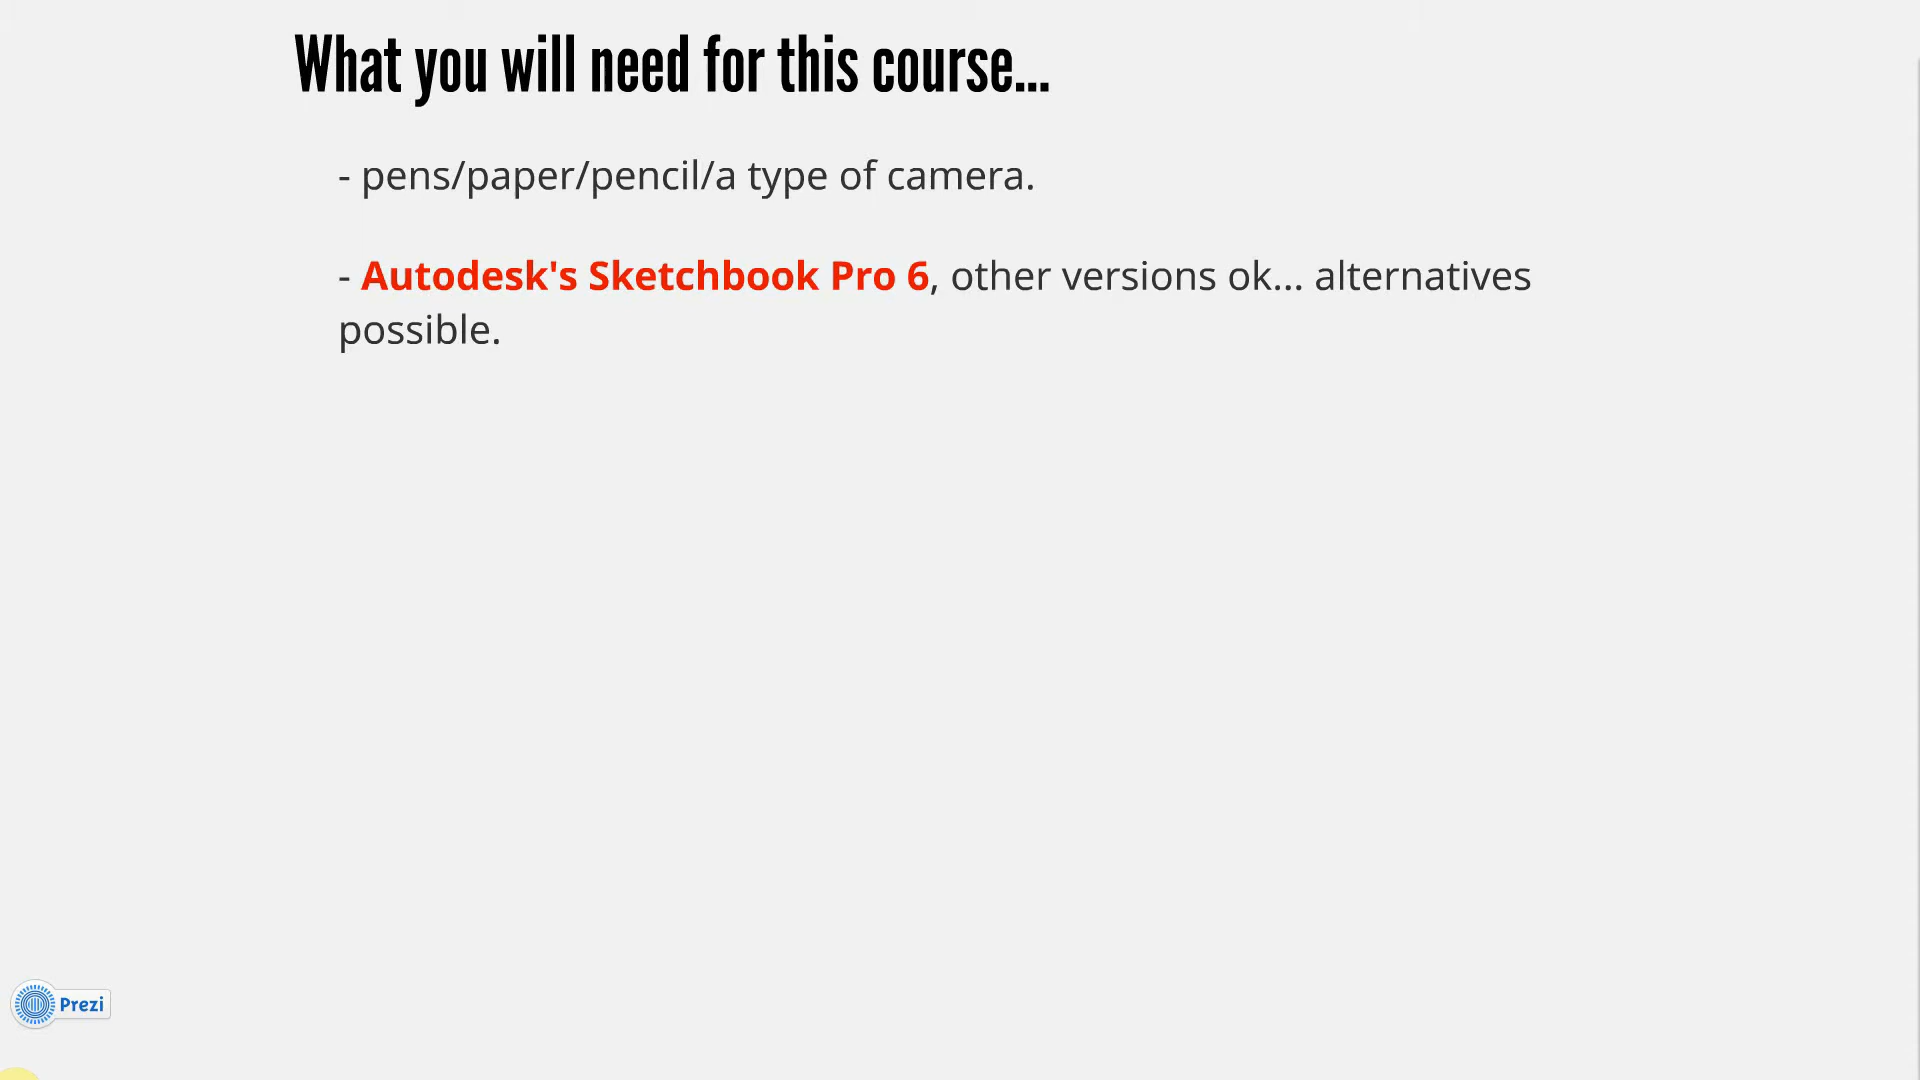 What you will need for this course...
- pens/paper/pencil/a type of camera.
- Autodesk's Sketchbook Pro 6, other versions ok... alternatives
possible.
Prezi